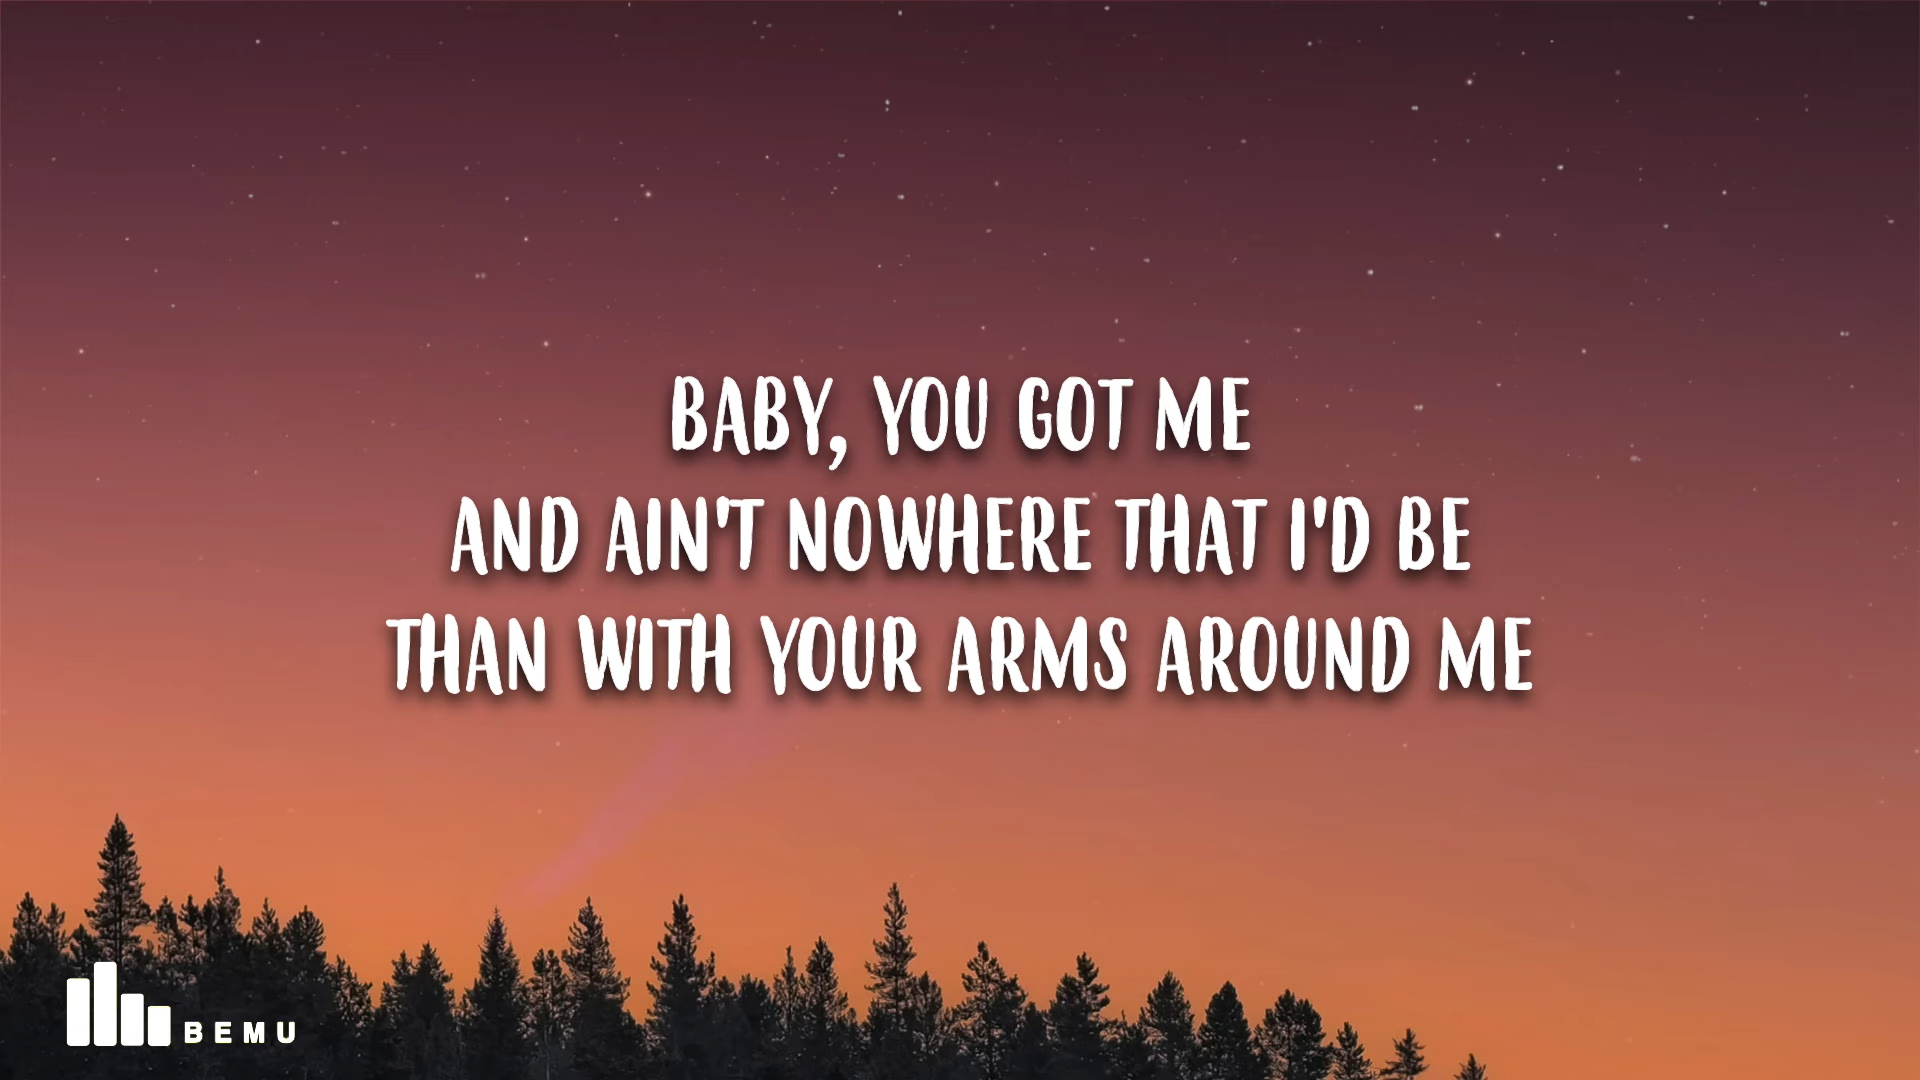 BABY, YOU GOT ME
AND AIN'T NOWHERE THAT I'D BE
THAN WITH YOUR ARMS AROUND ME
BEMU